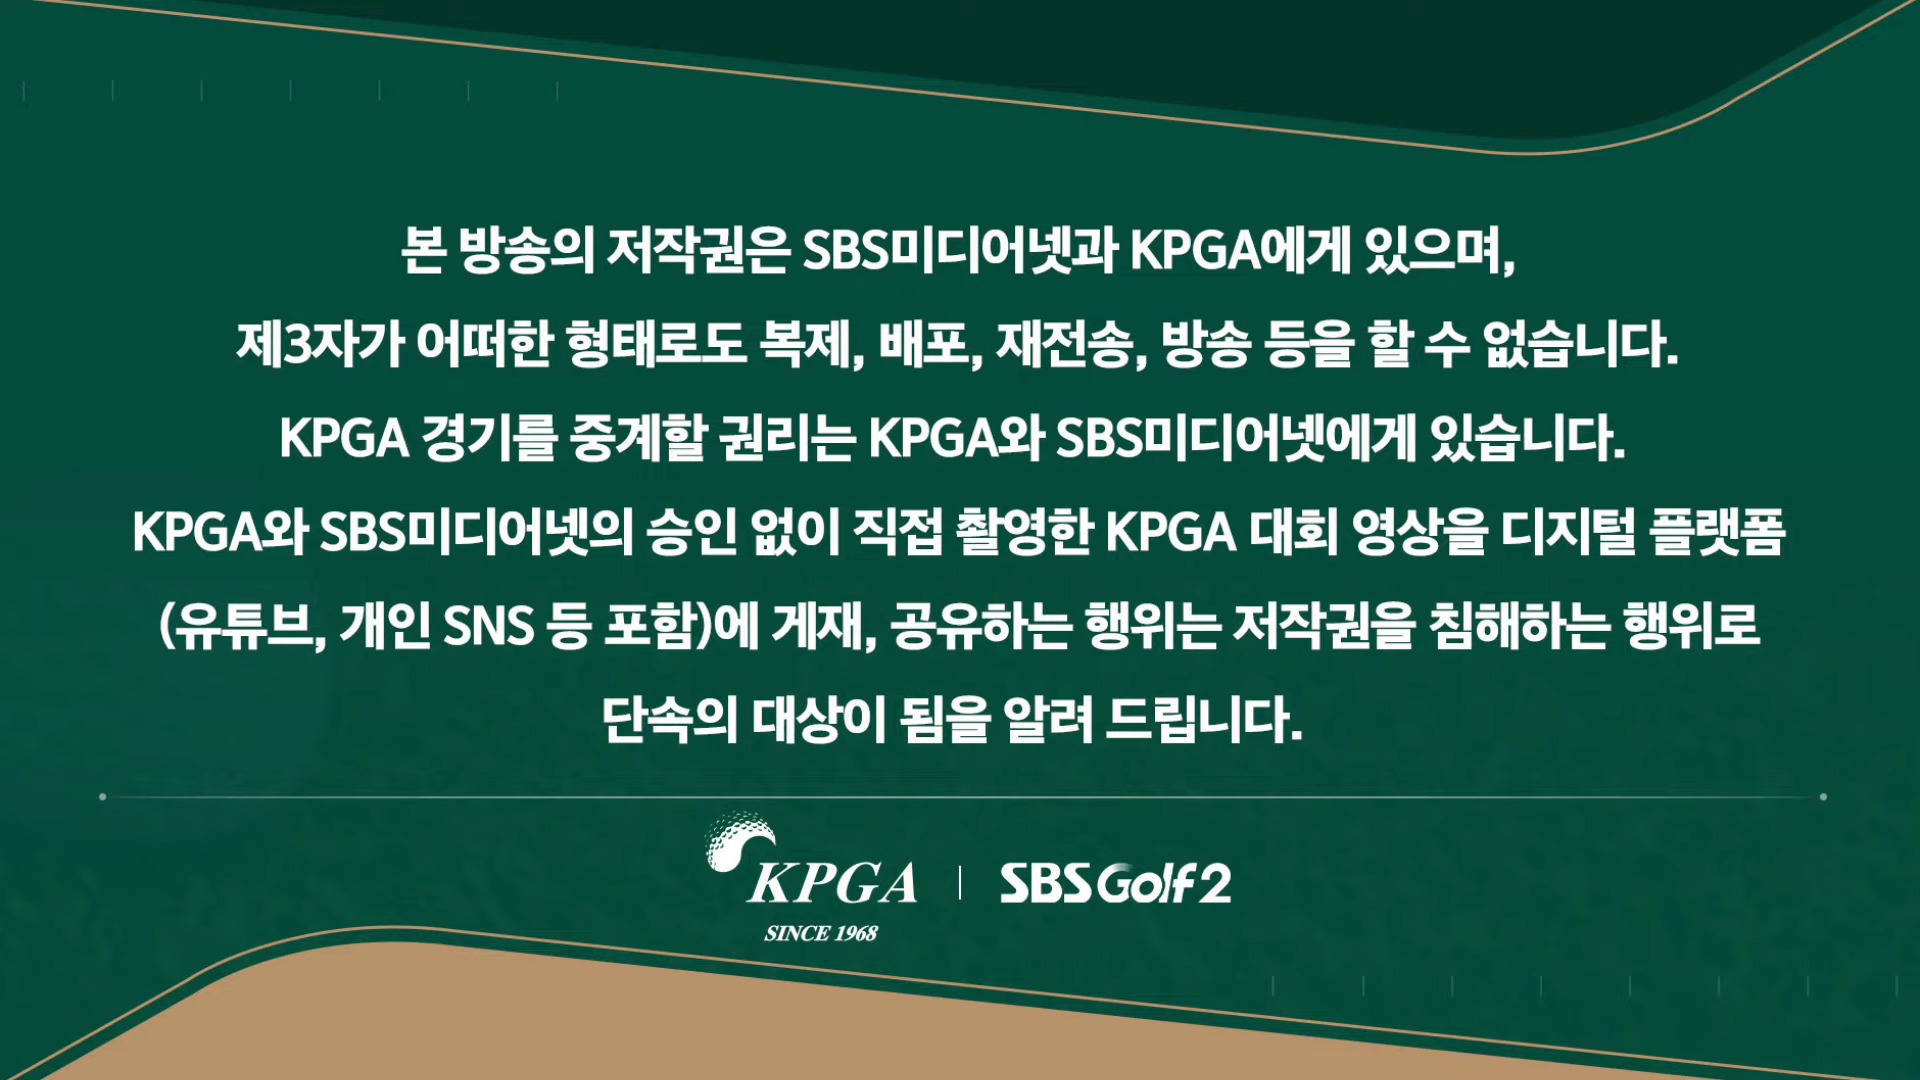 본 방송의 저작권은 SBS미디어넷과 KPGA에게 있으며,
제3자가 어떠한 형태로도 복제, 배포, 재전송, 방송 등을 할 수 없습니다.
KPGA 경기를 중계할 권리는 KPGA와 SBS미디어넷에게 있습니다.
KPGA와 SBS미디어넷의 승인 없이 직접 촬영한 KPGA 대회 영상을 디지털 플랫폼
(유튜브, 개인 SNS 등 포함)에 게재, 공유하는 행위는 저작권을 침해하는 행위로
단속의 대상이 됨을 알려 드립니다.
KPGA
SINCE 1968
SBS Golf 2